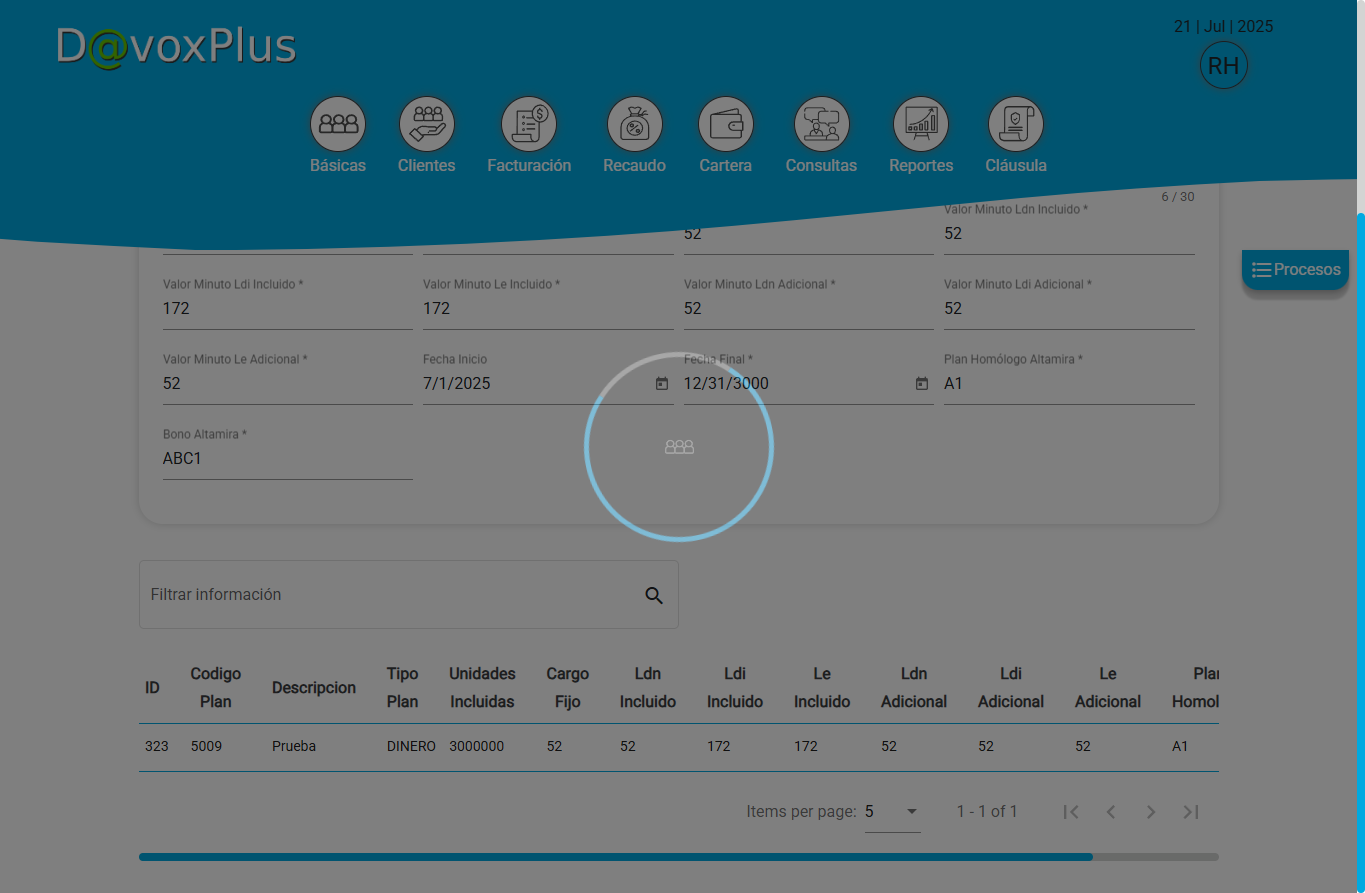 D@voxPlus
21 | Jul | 2025
RH
Básicas Clientes Facturación Recaudo Cartera Consultas Reportes Cláusula
6 / 30
Valor Minuto Ldn Incluido *
52 52
Procesos
Valor Minuto Ldi Incluido * Valor Minuto Le Incluido * Valor Minuto Ldn Adicional * Valor Minuto Ldi Adicional *
172 172 52 52
Valor Minuto Le Adicional * Fecha Inicio Fecha Final * Plan Homólogo Altamira *
52 7/1/2025 12/31/3000 A1
Bono Altamira *
ABC1
Filtrar información
ID Codigo Plan Descripcion Tipo Plan Unidades Incluidas Cargo Fijo Ldn Incluido Ldi Incluido Le Incluido Ldn Adicional Ldi Adicional Le Adicional Plan Homol
323 5009 Prueba DINERO 3000000 52 52 172 172 52 52 52 A1
Items per page: 5 1 - 1 of 1